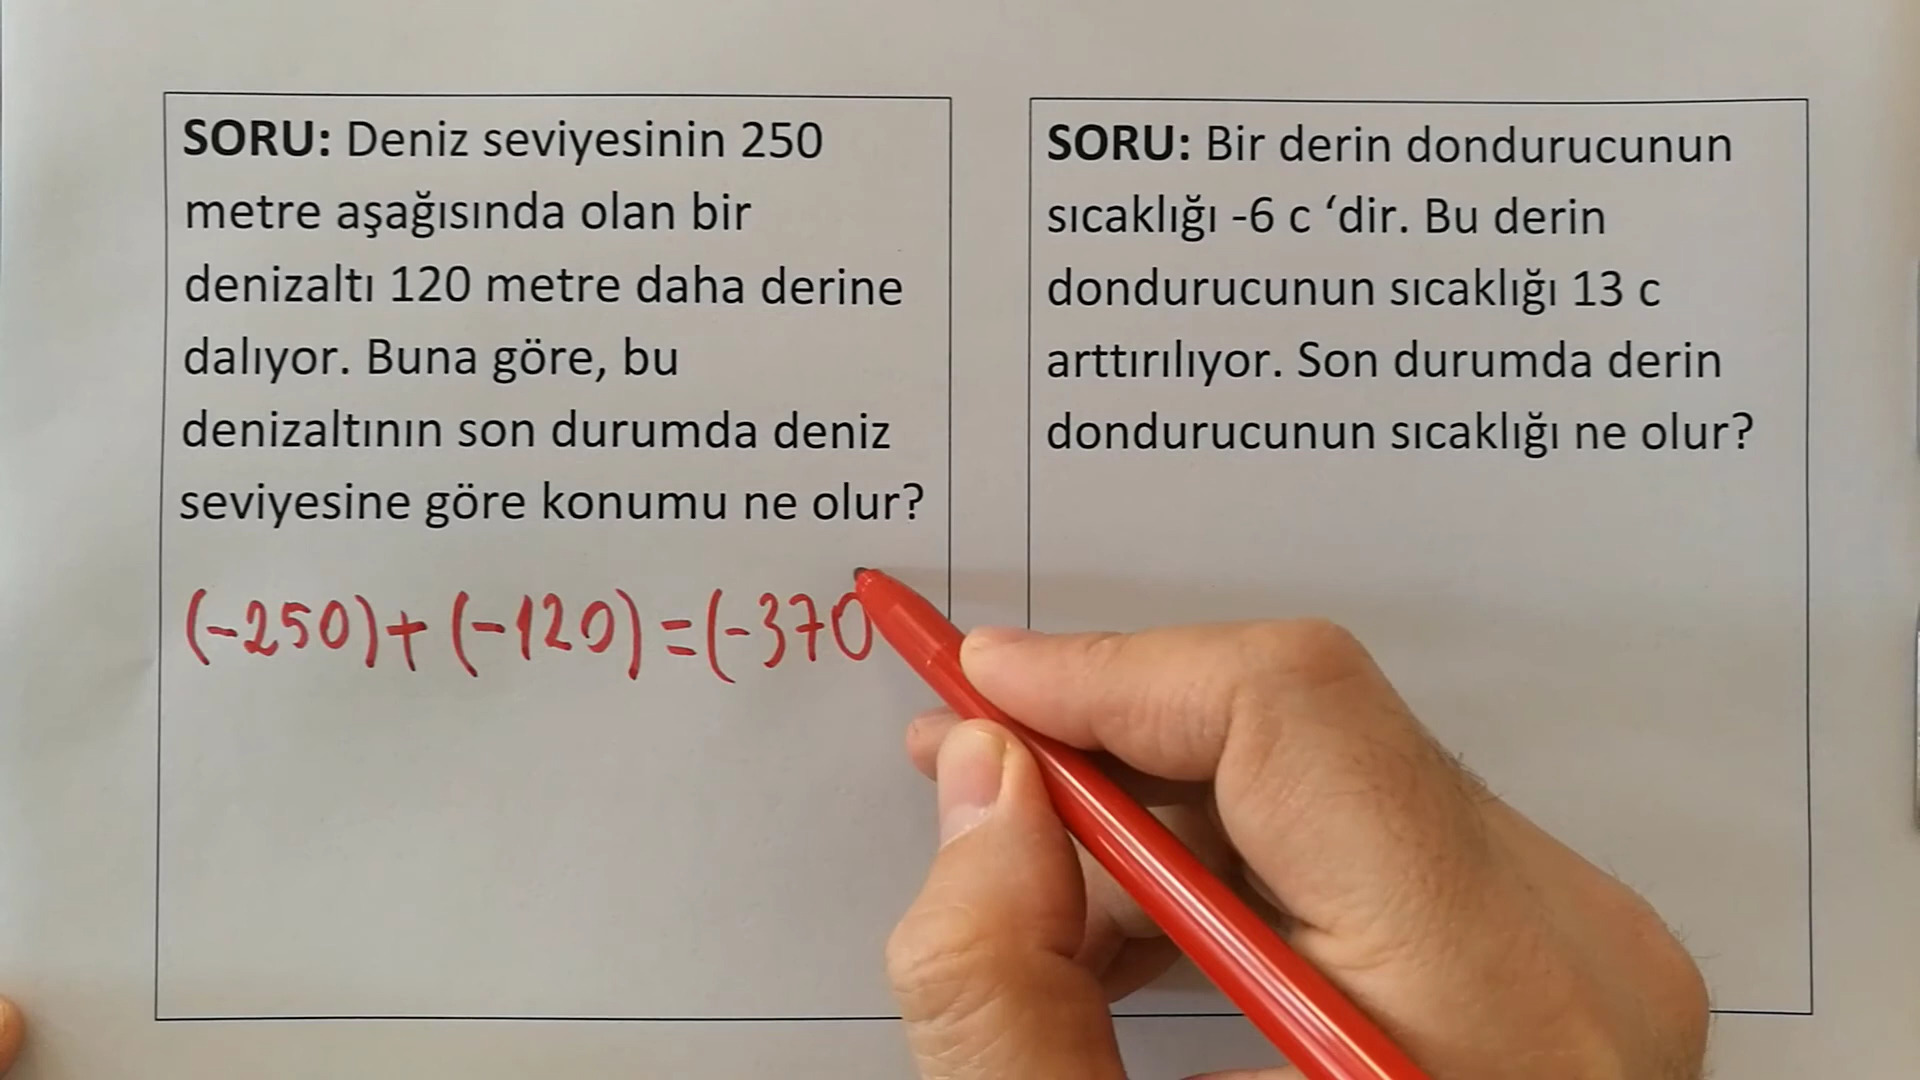 SORU: Deniz seviyesinin 250
metre aşağısında olan bir
denizaltı 120 metre daha derine
dalıyor. Buna göre, bu
denizaltının son durumda deniz
seviyesine göre konumu ne olur?
(-250)+(-120)=(-370
SORU: Bir derin dondurucunun
sıcaklığı -6 c ‘dir. Bu derin
dondurucunun sıcaklığı 13 c
arttırılıyor. Son durumda derin
dondurucunun sıcaklığı ne olur?